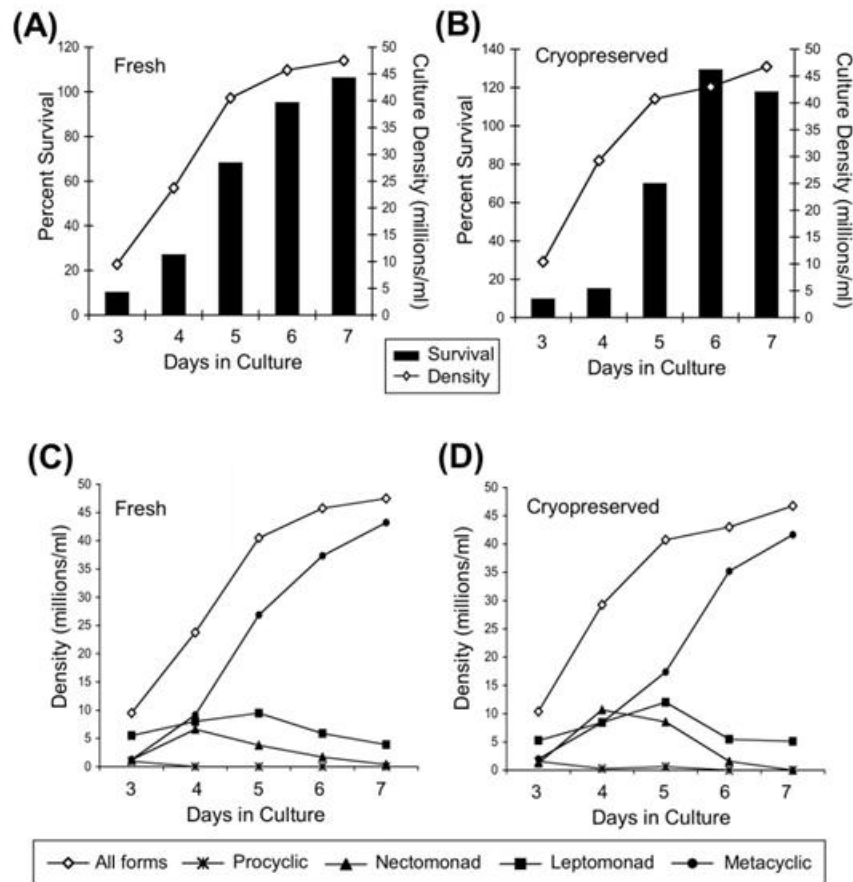 (A)
Fresh
Percent Survival
120
100
80
60
40
20
0
50
45
40
35
30
25
20
15
10
5
0
Culture Density (millions/ml)
3 4 5 6 7
Days in Culture
(B)
Cryopreserved
Percent Survival
140
120
100
80
60
40
20
0
50
45
40
35
30
25
20
15
10
5
0
Culture Density (millions/ml)
3 4 5 6 7
Days in Culture
Survival
Density
(C)
Fresh
Density (millions/ml)
50
45
40
35
30
25
20
15
10
5
0
3 4 5 6 7
Days in Culture
(D)
Cryopreserved
Density (millions/ml)
50
45
40
35
30
25
20
15
10
5
0
3 4 5 6 7
Days in Culture
All forms Procyclic Nectomonad Leptomonad Metacyclic